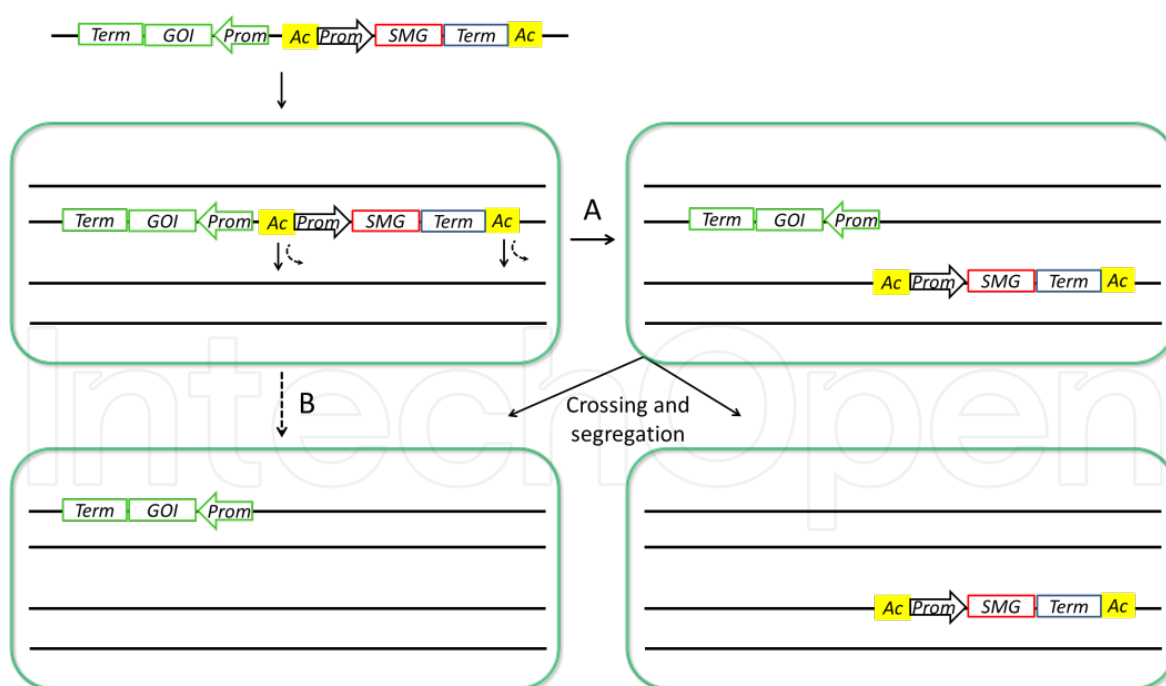 Term GOI Prom Ac Prom SMG Term Ac
Term GOI Prom Ac Prom SMG Term Ac
A
Term GOI Prom
Ac Prom SMG Term Ac
B
Crossing and
segregation
Term GOI Prom
Ac Prom SMG Term Ac
IntechOpen